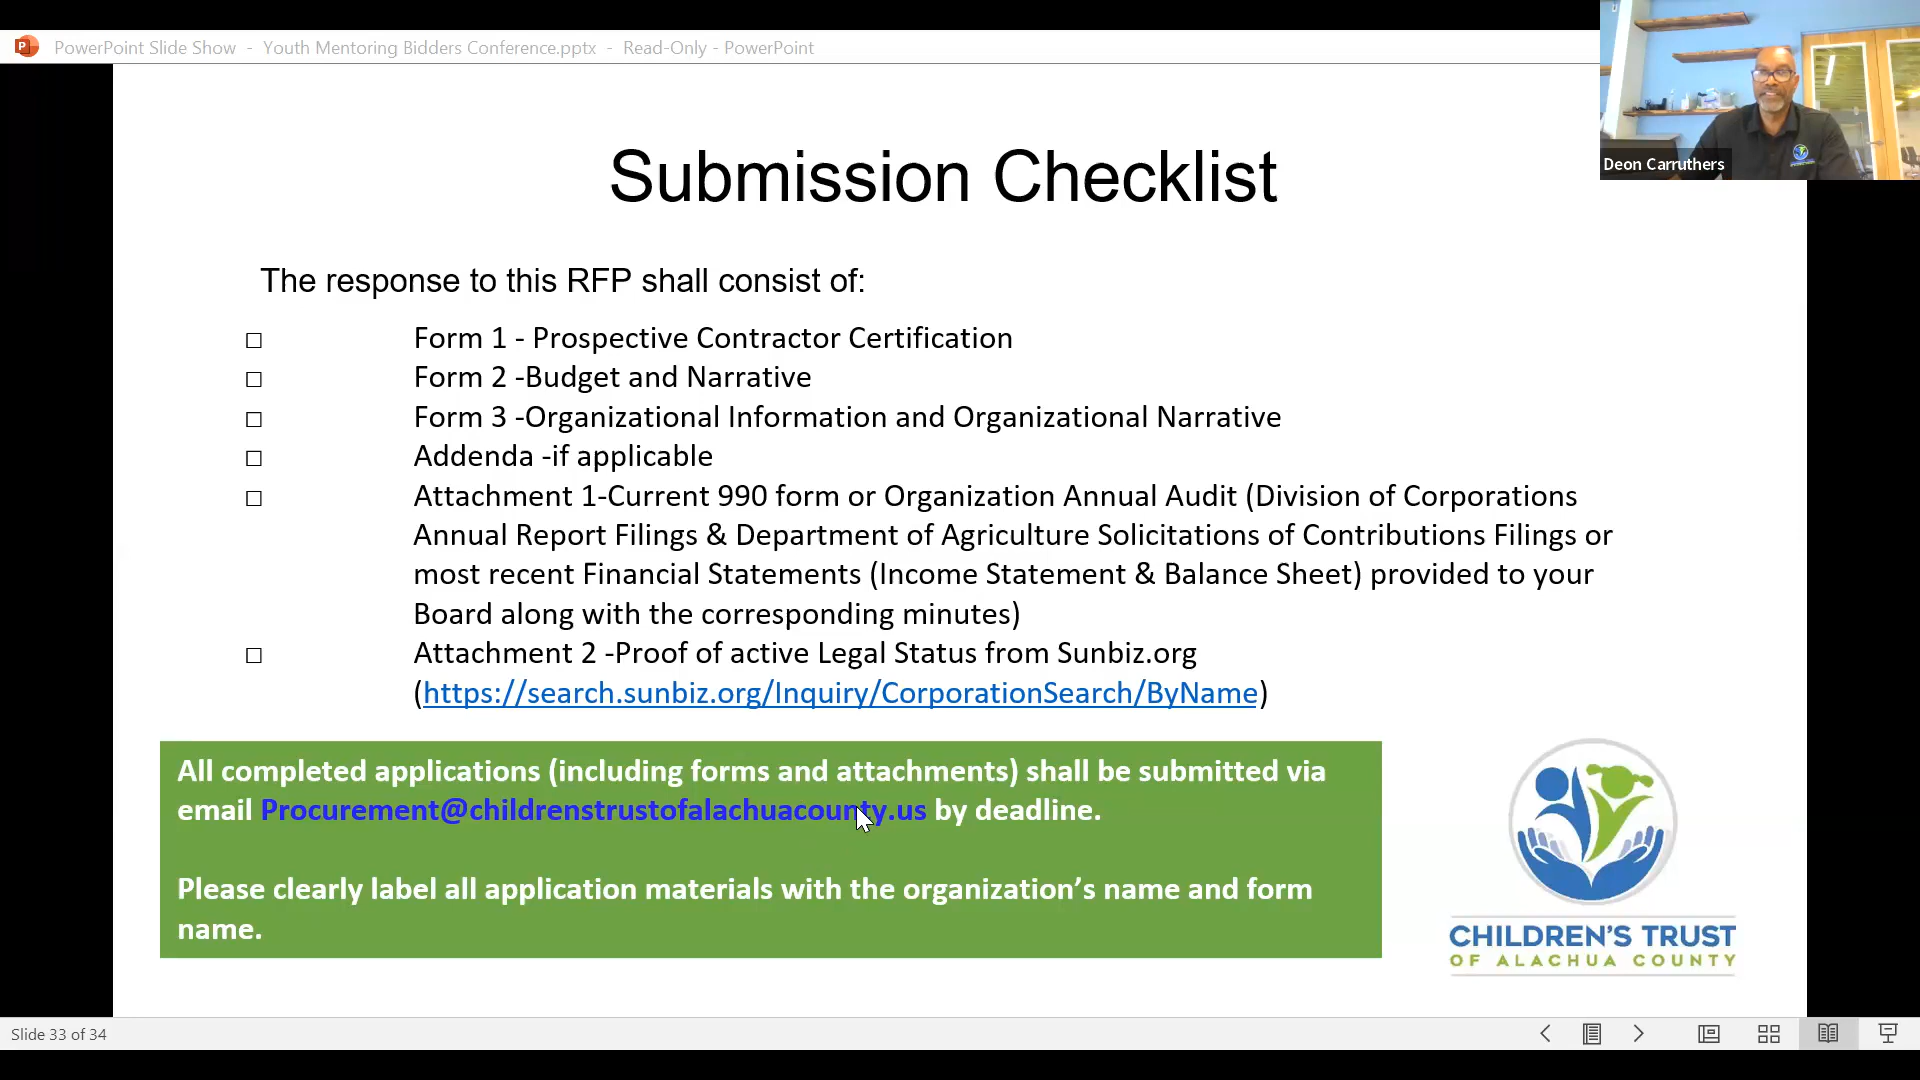 PowerPoint Slide Show - Youth Mentoring Bidders Conference.pptx - Read-Only - PowerPoint
Deon Carruthers
Submission Checklist
The response to this RFP shall consist of:
□ Form 1 - Prospective Contractor Certification
□ Form 2 -Budget and Narrative
□ Form 3 -Organizational Information and Organizational Narrative
□ Addenda -if applicable
□ Attachment 1-Current 990 form or Organization Annual Audit (Division of Corporations
Annual Report Filings & Department of Agriculture Solicitations of Contributions Filings or
most recent Financial Statements (Income Statement & Balance Sheet) provided to your
Board along with the corresponding minutes)
□ Attachment 2 -Proof of active Legal Status from Sunbiz.org
(https://search.sunbiz.org/Inquiry/CorporationSearch/ByName)
All completed applications (including forms and attachments) shall be submitted via
email Procurement@childrenstrustofalachuacounty.us by deadline.
Please clearly label all application materials with the organization’s name and form
name.
CHILDREN'S TRUST
OF ALACHUA COUNTY
Slide 33 of 34